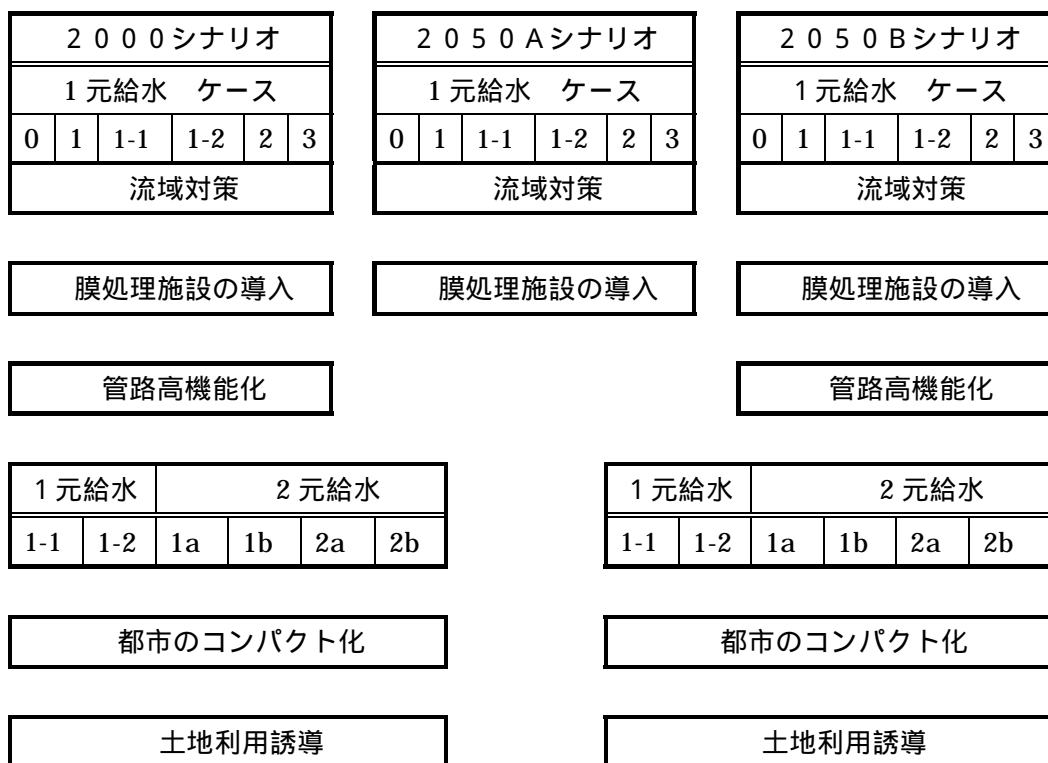 2000シナリオ 2050Aシナリオ 2050Bシナリオ
1元給水 ケース 1元給水 ケース 1元給水 ケース
0 1 1-1 1-2 2 3 0 1 1-1 1-2 2 3 0 1 1-1 1-2 2 3
流域対策 流域対策 流域対策
膜処理施設の導入 膜処理施設の導入 膜処理施設の導入
管路高機能化 管路高機能化
1元給水 2元給水 1元給水 2元給水
1-1 1-2 1a 1b 2a 2b 1-1 1-2 1a 1b 2a 2b
都市のコンパクト化 都市のコンパクト化
土地利用誘導 土地利用誘導